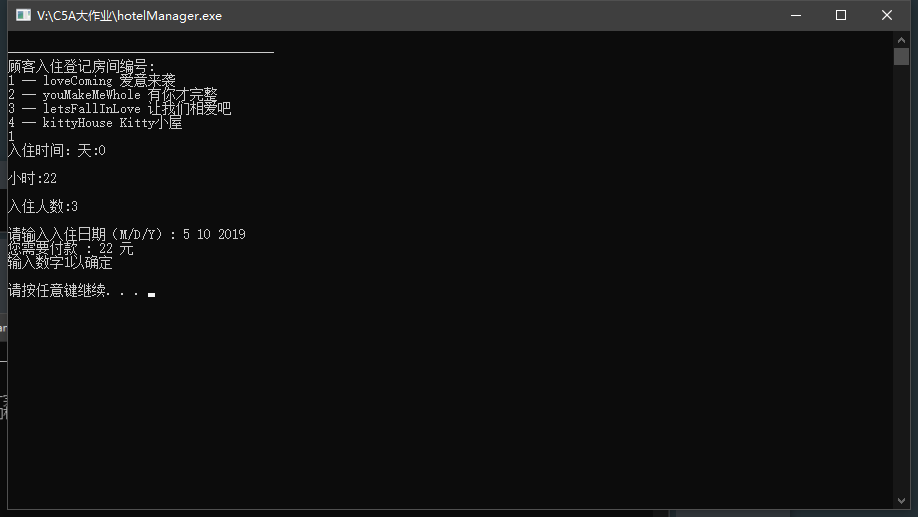 V:\C5A大作业\hotelManager.exe
顾客入住登记房间编号:
1 — loveComing 爱意来袭
2 — youMakeMeWhole 有你才完整
3 — letsFallInLove 让我们相爱吧
4 — kittyHouse Kitty小屋
1
入住时间: 天:0
小时:22
入住人数:3
请输入入住日期（M/D/Y）: 5 10 2019
您需要付款 : 22 元
输入数字1以确定
请按任意键继续. . .